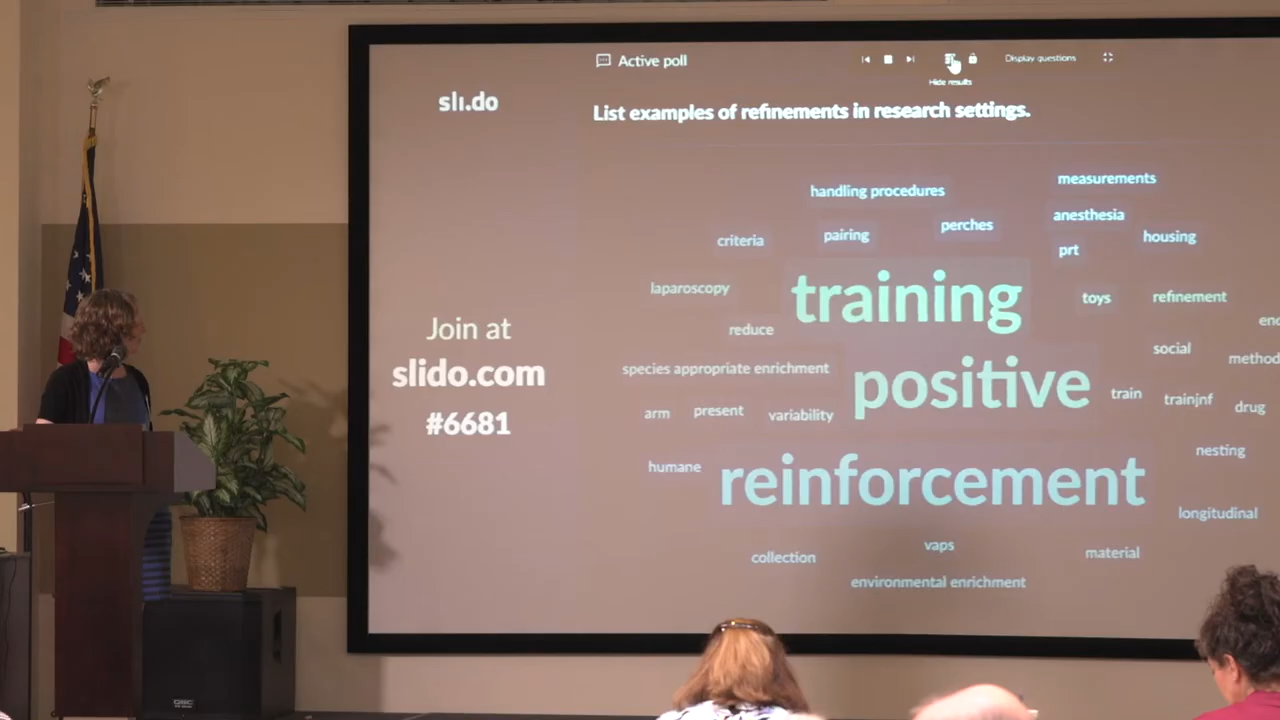 Active poll
Display questions
Hide results
sli.do
List examples of refinements in research settings.
measurements
handling procedures
anesthesia
perches
pairing
criteria
housing
prt
laparoscopy
training
toys
refinement
reduce
social
species appropriate enrichment
positive
train
trainjnf
drug
arm
present
variability
nesting
humane
reinforcement
longitudinal
vaps
collection
material
environmental enrichment
Join at
slido.com
#6681
QSC